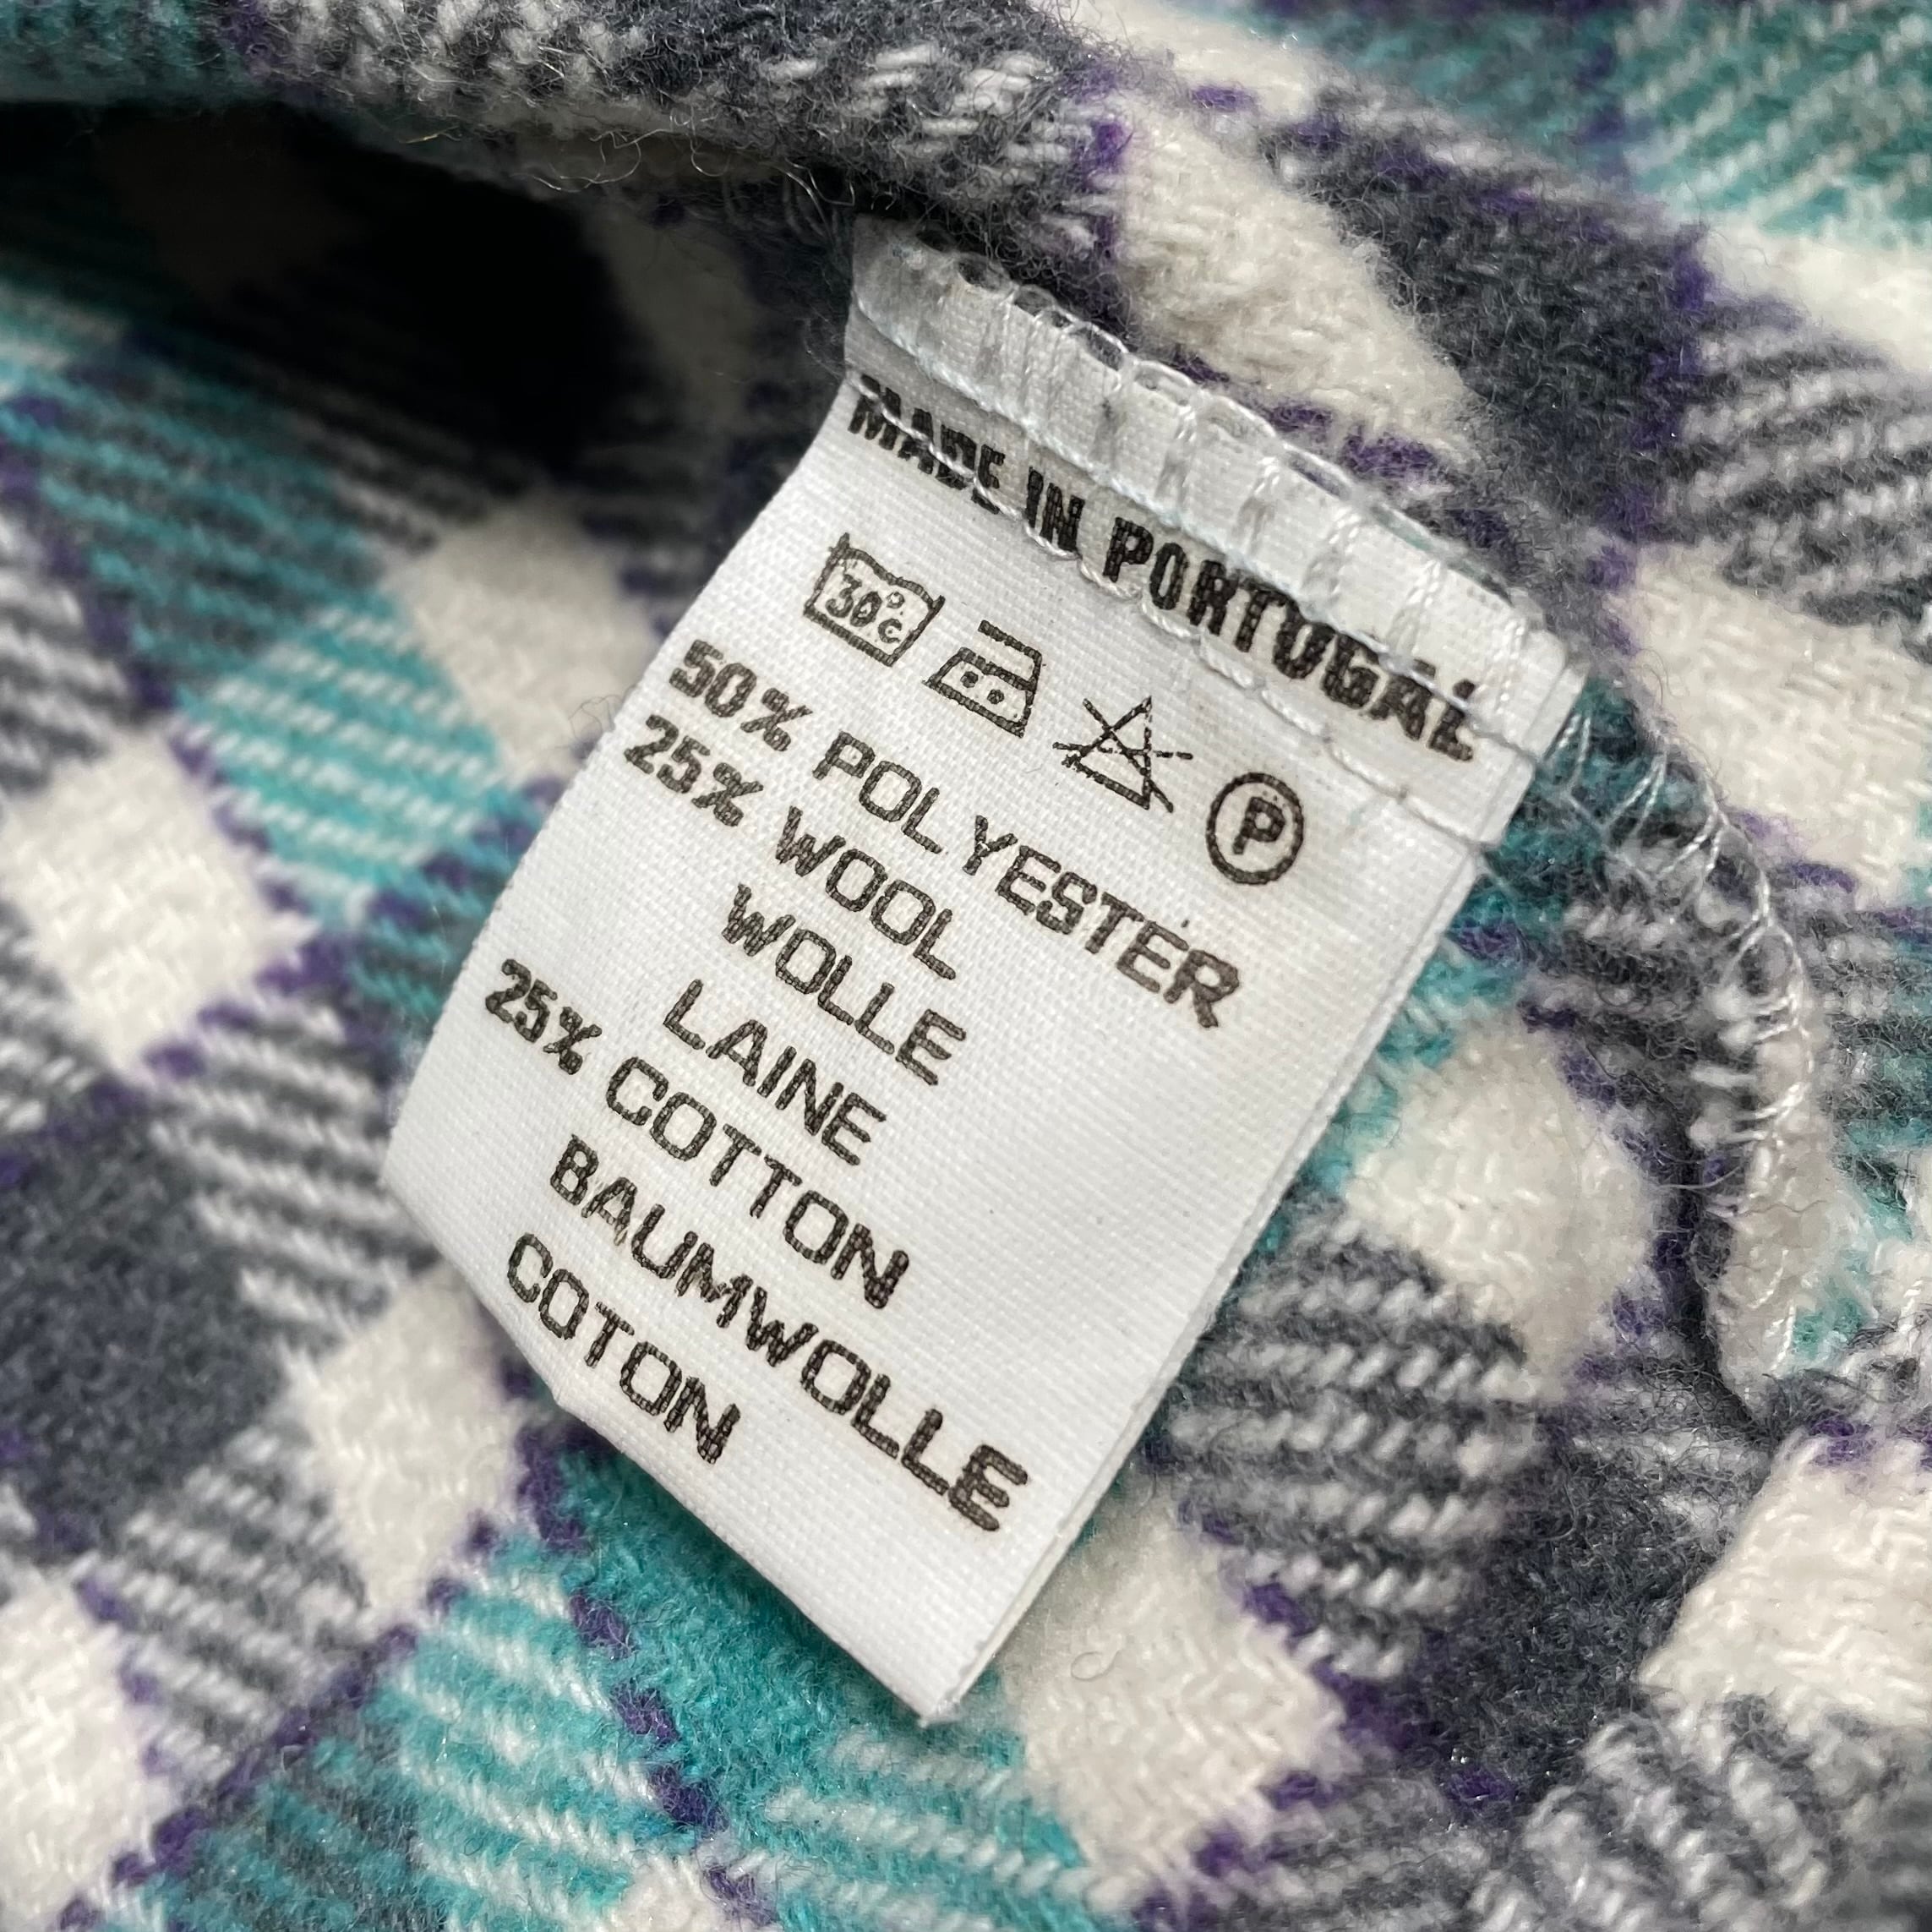 MADE IN PORTUGAL
30°C
P
50% POLYESTER
25% WOOL
WOLLE
LAINE
25% COTTON
BAUMWOLLE
COTON